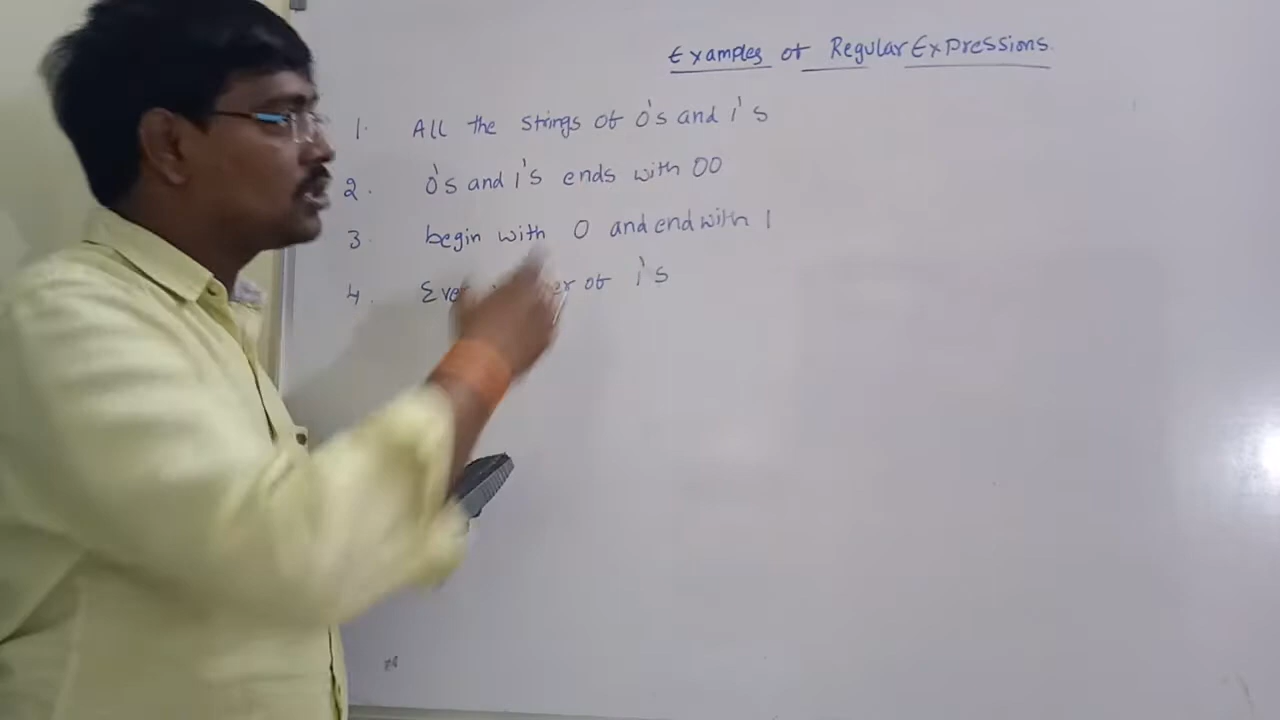 Examples of Regular Expressions
1. All the strings of 0's and 1's
2. 0's and 1's ends with 00
3. begin with 0 and end with 1
4. of 1's